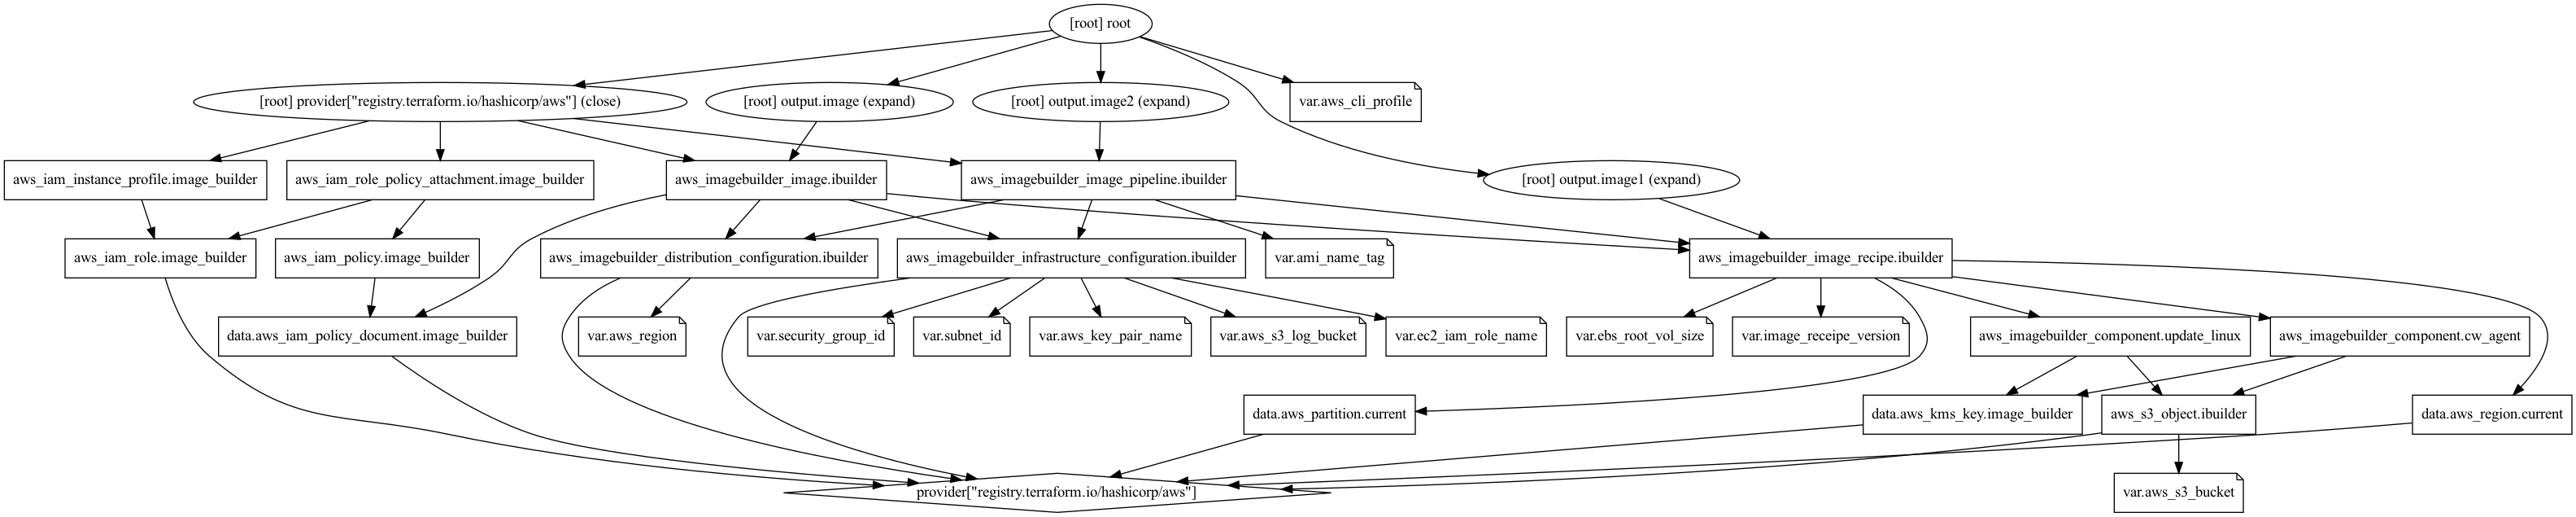 [root] root
[root] provider["registry.terraform.io/hashicorp/aws"] (close)
[root] output.image (expand)
[root] output.image2 (expand)
var.aws_cli_profile
aws_iam_instance_profile.image_builder
aws_iam_role_policy_attachment.image_builder
aws_imagebuilder_image.ibuilder
aws_imagebuilder_image_pipeline.ibuilder
[root] output.image1 (expand)
aws_iam_role.image_builder
aws_iam_policy.image_builder
aws_imagebuilder_distribution_configuration.ibuilder
aws_imagebuilder_infrastructure_configuration.ibuilder
var.ami_name_tag
aws_imagebuilder_image_recipe.ibuilder
data.aws_iam_policy_document.image_builder
var.aws_region
var.security_group_id
var.subnet_id
var.aws_key_pair_name
var.aws_s3_log_bucket
var.ec2_iam_role_name
var.ebs_root_vol_size
var.image_receipe_version
aws_imagebuilder_component.update_linux
aws_imagebuilder_component.cw_agent
data.aws_partition.current
data.aws_kms_key.image_builder
aws_s3_object.ibuilder
data.aws_region.current
provider["registry.terraform.io/hashicorp/aws"]
var.aws_s3_bucket